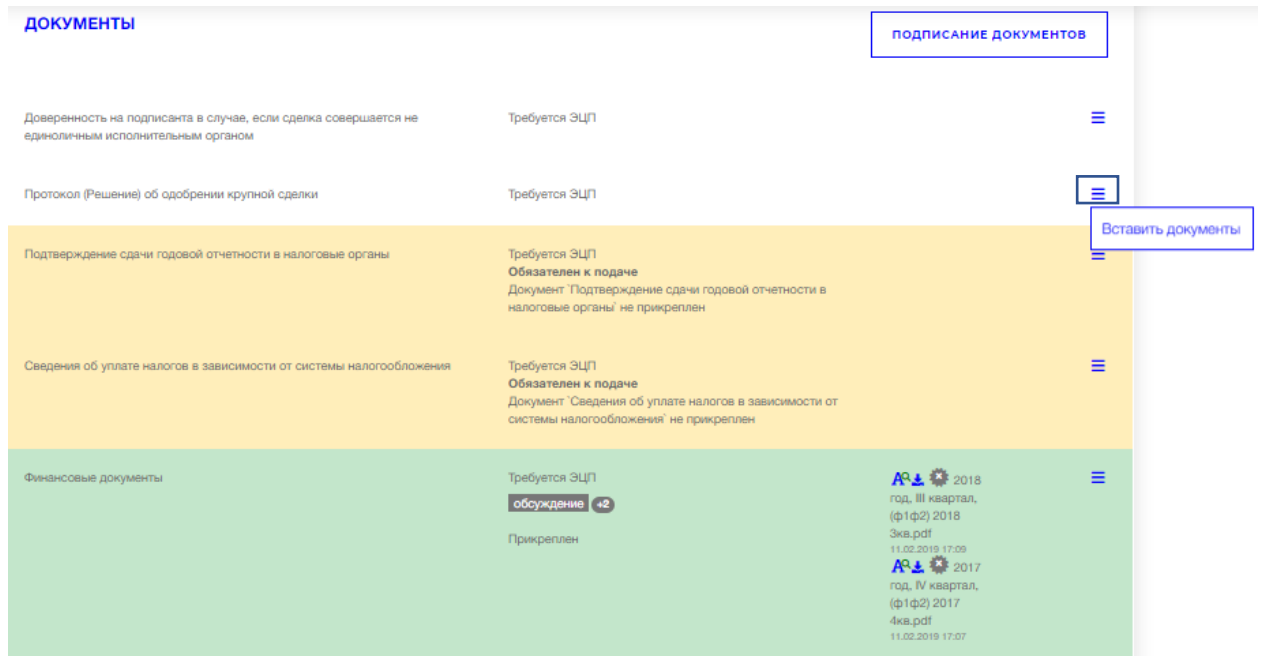 ДОКУМЕНТЫ
ПОДПИСАНИЕ ДОКУМЕНТОВ
Доверенность на подписанта в случае, если сделка совершается не
единоличным исполнительным органом
Требуется ЭЦП
Протокол (Решение) об одобрении крупной сделки
Требуется ЭЦП
Вставить документы
Подтверждение сдачи годовой отчетности в налоговые органы
Требуется ЭЦП
Обязателен к подаче
Документ `Подтверждение сдачи годовой отчетности в
налоговые органы` не прикреплен
Сведения об уплате налогов в зависимости от системы налогообложения
Требуется ЭЦП
Обязателен к подаче
Документ `Сведения об уплате налогов в зависимости от
системы налогообложения` не прикреплен
Финансовые документы
Требуется ЭЦП
обсуждение +2
Прикреплен
2018
год, III квартал,
(ф1ф2) 2018
3кв.pdf
11.02.2019 17:09
2017
год, IV квартал,
(ф1ф2) 2017
4кв.pdf
11.02.2019 17:07